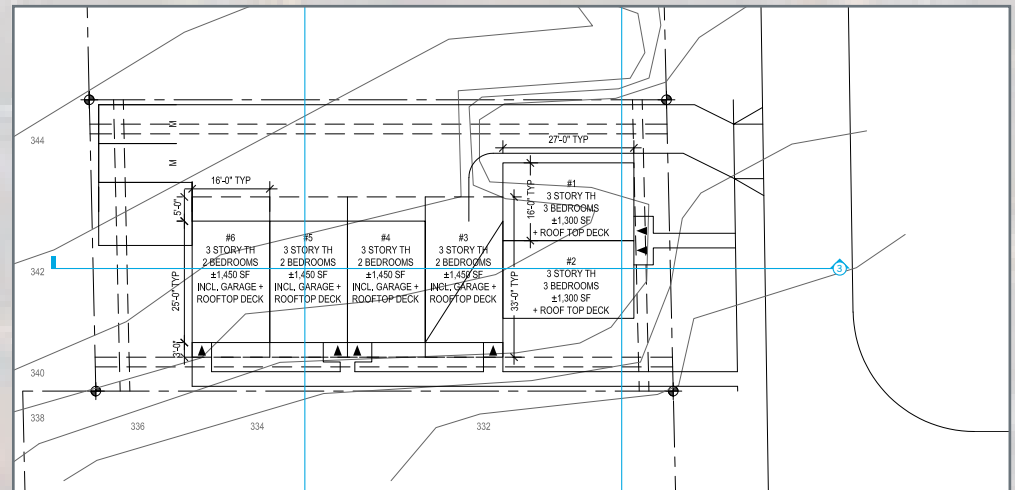 344
M
M
27'-0" TYP
16'-0" TYP
16'-0" TYP
#1
3 STORY TH
3 BEDROOMS
±1,300 SF
+ ROOF TOP DECK
5'-0"
#6
3 STORY TH
2 BEDROOMS
±1,450 SF
INCL, GARAGE +
ROOFTOP DECK
#5
3 STORY TH
2 BEDROOMS
±1,450 SF
INCL, GARAGE +
ROOFTOP DECK
#4
3 STORY TH
2 BEDROOMS
±1,450 SF
INCL, GARAGE +
ROOFTOP DECK
#3
3 STORY TH
2 BEDROOMS
±1,450 SF
INCL, GARAGE +
ROOFTOP DECK
#2
3 STORY TH
3 BEDROOMS
±1,300 SF
+ ROOF TOP DECK
342
3
25'-0" TYP
33'-0" TYP
3'-0"
340
338
336
334
332